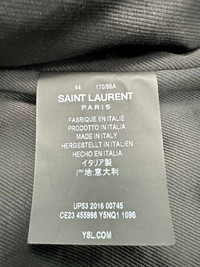 44 170/88A
SAINT LAURENT
PARIS
FABRIQUE EN ITALIE
PRODOTTO IN ITALIA
MADE IN ITALY
HERGESTELLT IN ITALIEN
HECHO EN ITALIA
イタリア製
产地:意大利
UP53 2016 00745
CE23 455998 Y5NQ1 1098
YSL.COM